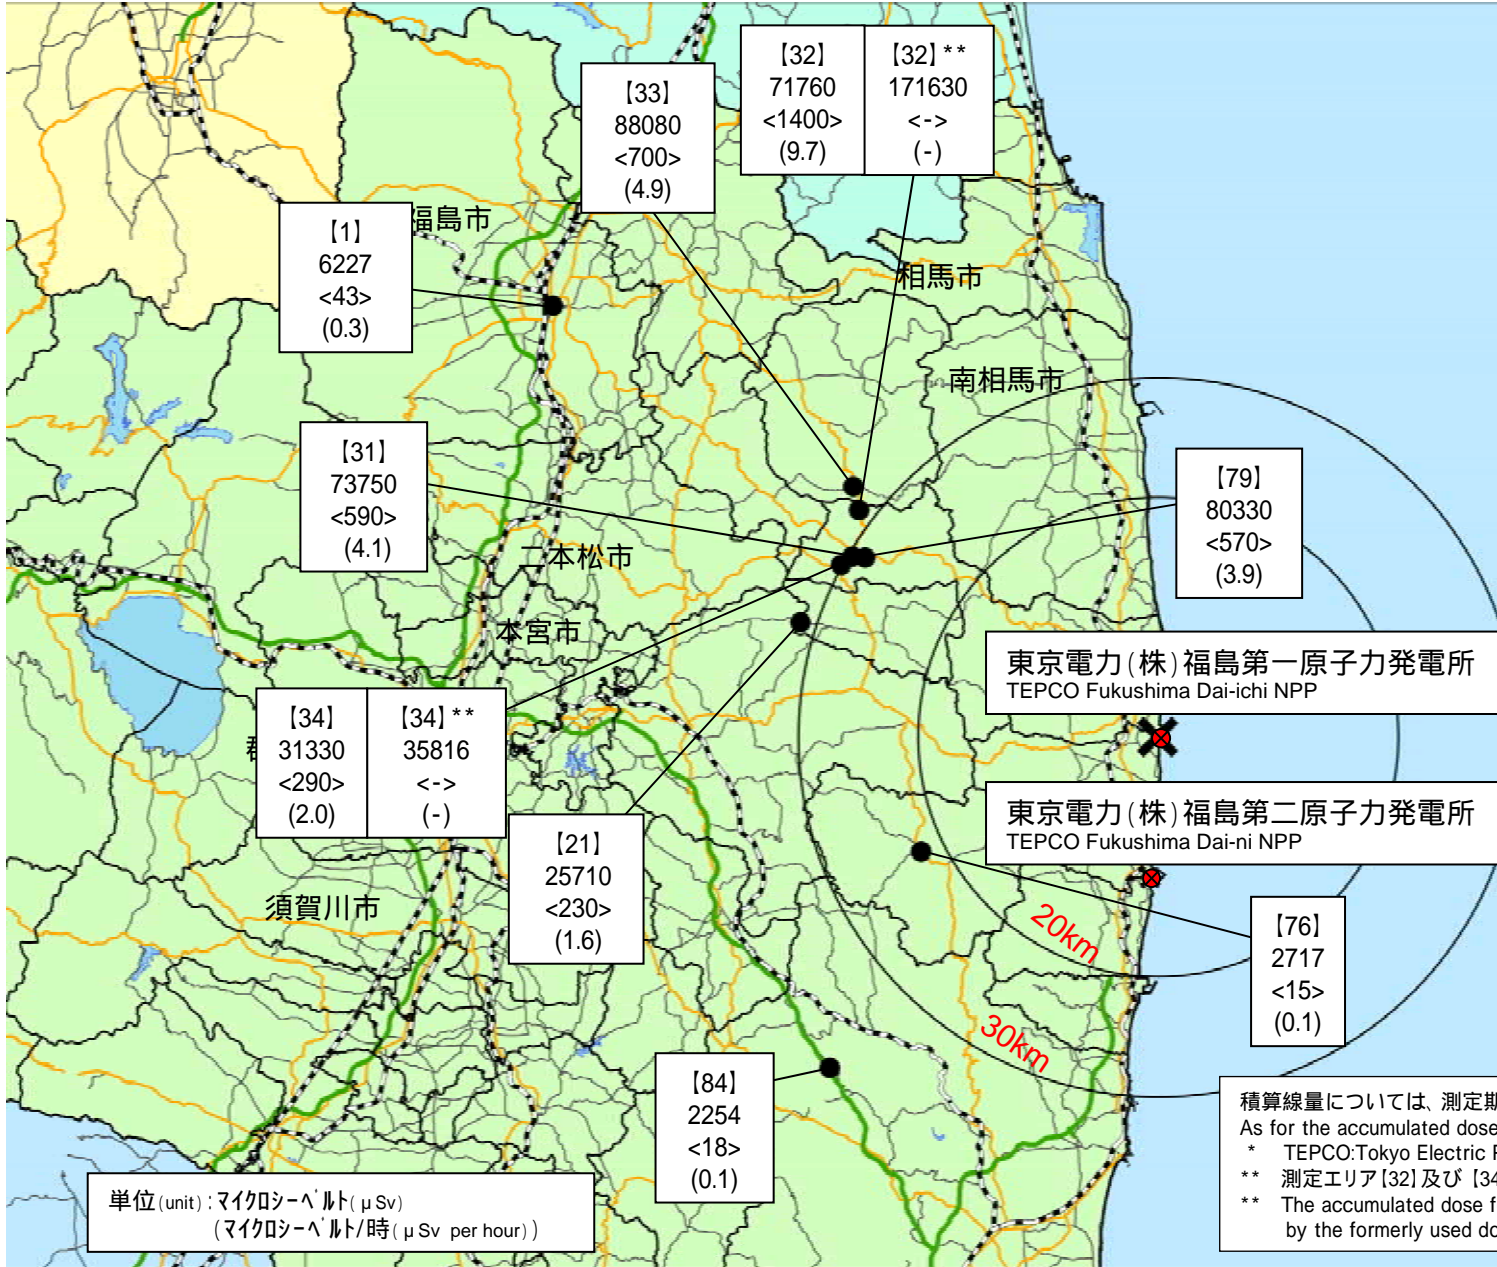 【32】
71760
<1400>
(9.7)
【32】**
171630
<->
(-)
【33】
88080
<700>
(4.9)
【1】
6227
<43>
(0.3)
福島市
相馬市
南相馬市
【31】
73750
<590>
(4.1)
【79】
80330
<570>
(3.9)
二本松市
本宮市
東京電力(株)福島第一原子力発電所
TEPCO Fukushima Dai-ichi NPP
【34】
31330
<290>
(2.0)
【34】**
35816
<->
(-)
東京電力(株)福島第二原子力発電所
TEPCO Fukushima Dai-ni NPP
【21】
25710
<230>
(1.6)
須賀川市
20km
【76】
2717
<15>
(0.1)
30km
【84】
2254
<18>
(0.1)
積算線量については、測定期
As for the accumulated dose
* TEPCO:Tokyo Electric P
** 測定エリア【32】及び【34
** The accumulated dose f
by the formerly used do
単位(unit):マイクロシーベルト(μSv)
(マイクロシーベルト/時(μSv per hour))